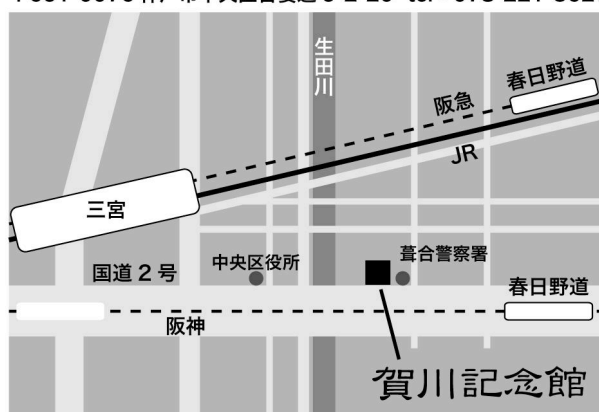 生田川
春日野道
阪急
JR
三宮
国道2号
中央区役所
葺合警察署
春日野道
阪神
賀川記念館